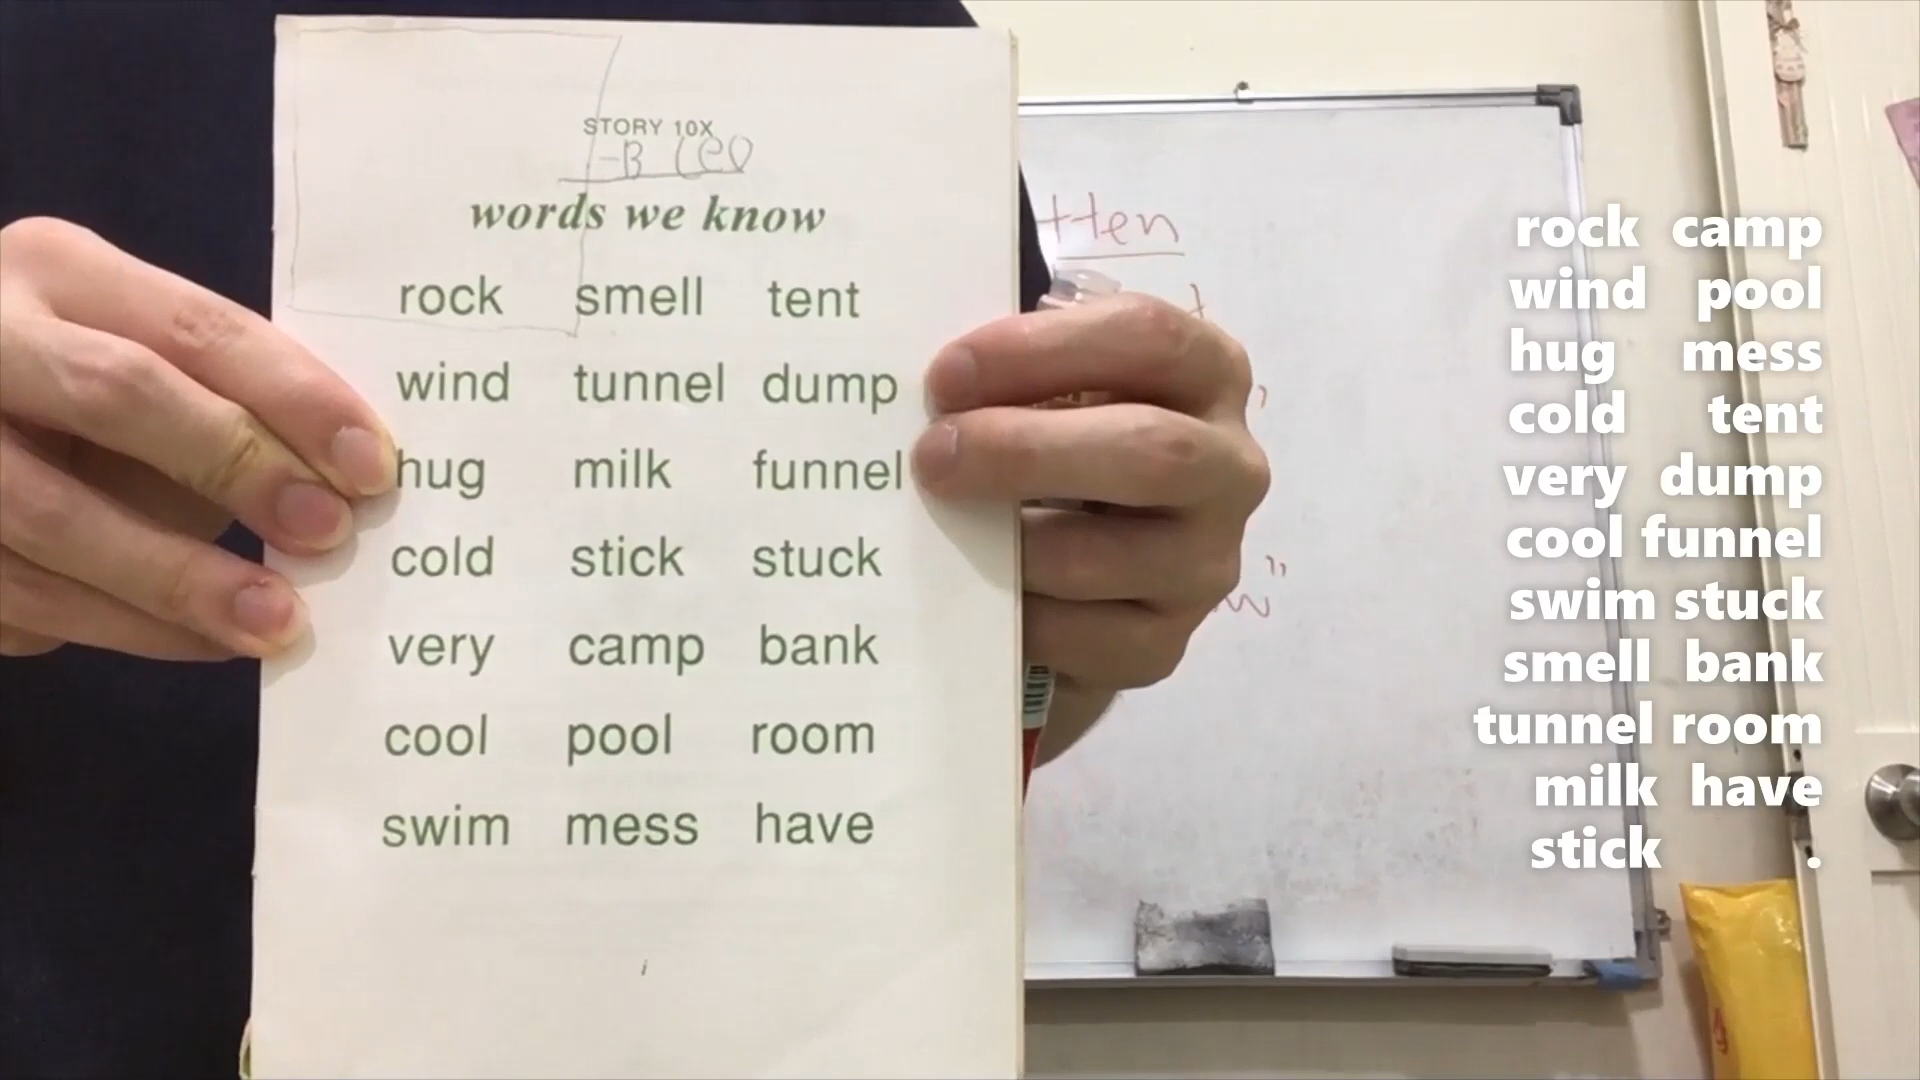 STORY 10X
words we know
rock smell tent
wind tunnel dump
hug milk funnel
cold stick stuck
very camp bank
cool pool room
swim mess have
i
rock camp
wind pool
hug mess
cold tent
very dump
cool funnel
swim stuck
smell bank
tunnel room
milk have
stick .